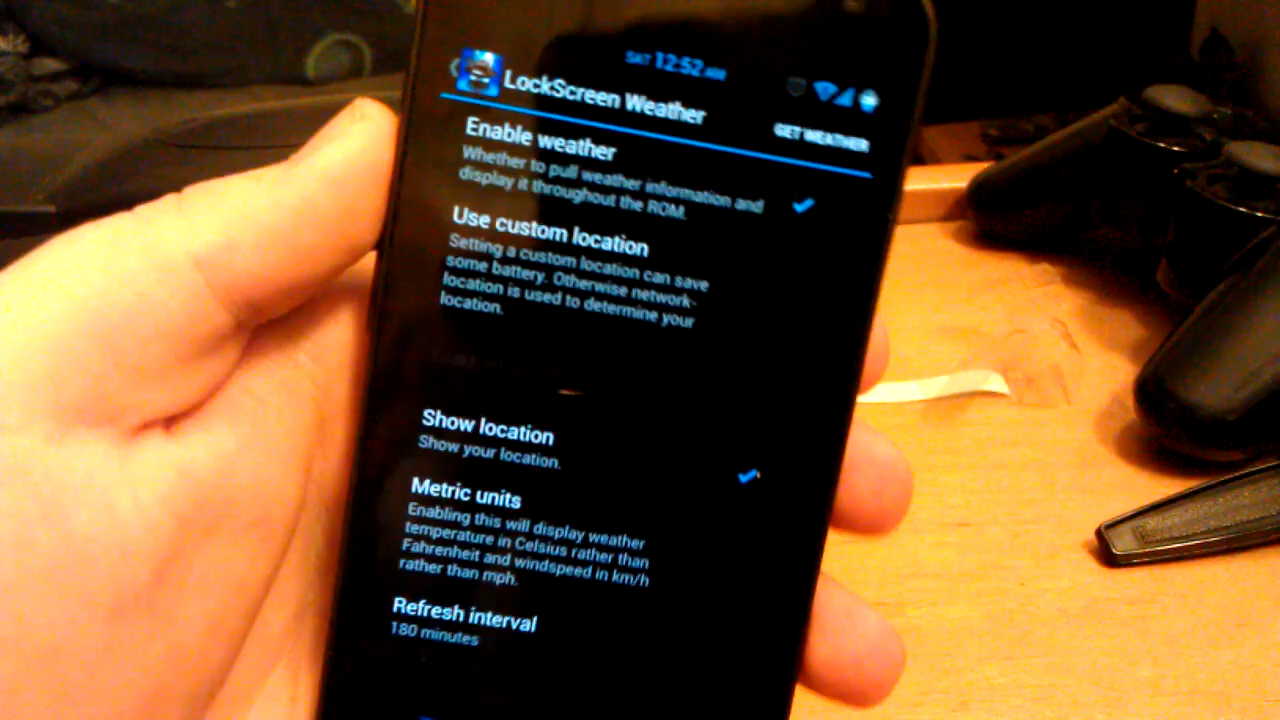 SAT 12:52 AM
LockScreen Weather
GET WEATHER
Enable weather
Whether to pull weather information and
display it throughout the ROM.
Use custom location
Setting a custom location can save
some battery. Otherwise network-
location is used to determine your
location.
Show location
Show your location.
Metric units
Enabling this will display weather
temperature in Celsius rather than
Fahrenheit and windspeed in km/h
rather than mph.
Refresh interval
180 minutes